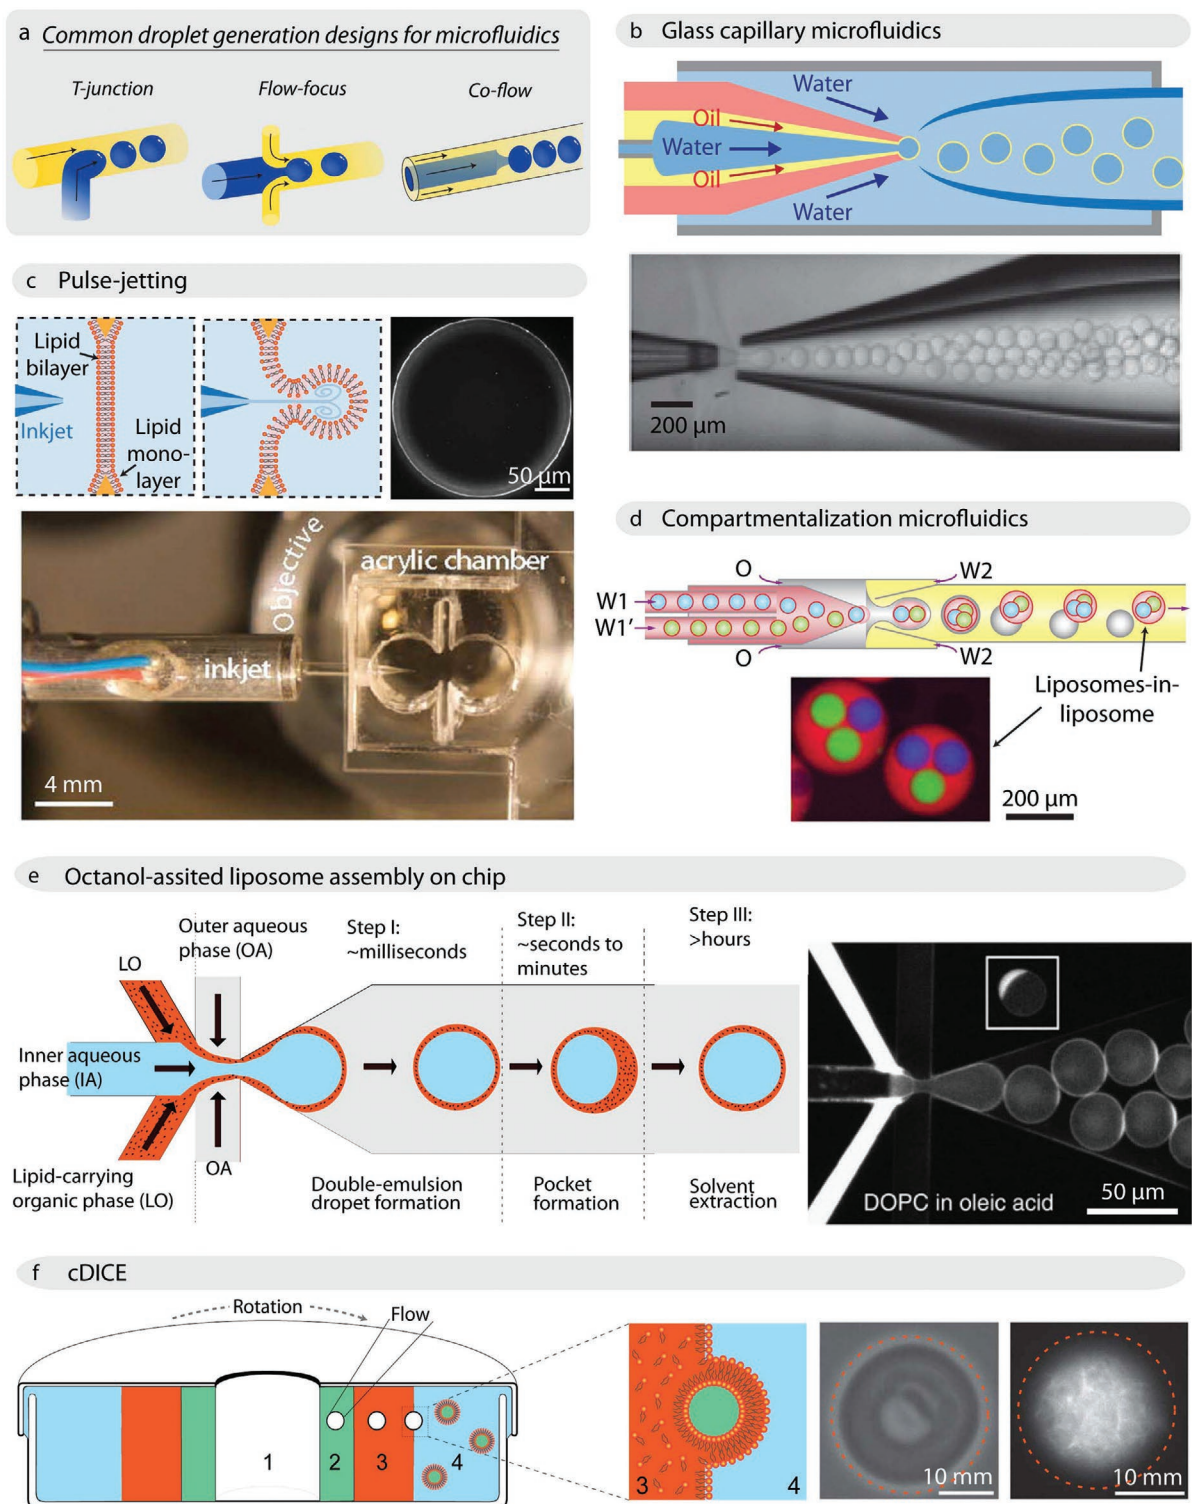 a Common droplet generation designs for microfluidics
T-junction
Flow-focus
Co-flow
b Glass capillary microfluidics
Water
Oil
Water
Oil
Water
200 µm
c Pulse-jetting
Lipid
bilayer
Inkjet
Lipid
mono-
layer
50 µm
Objective
acrylic chamber
inkjet
4 mm
d Compartmentalization microfluidics
O
W2
W1
W1'
O
W2
Liposomes-in-
liposome
200 µm
e Octanol-assited liposome assembly on chip
Outer aqueous
phase (OA)
LO
Inner aqueous
phase (IA)
Lipid-carrying
organic phase (LO)
OA
Step I:
~milliseconds
Step II:
~seconds to
minutes
Step III:
>hours
Double-emulsion
dropet formation
Pocket
formation
Solvent
extraction
DOPC in oleic acid
50 µm
f cDICE
Rotation
Flow
1
2
3
4
3
4
10 mm
10 mm